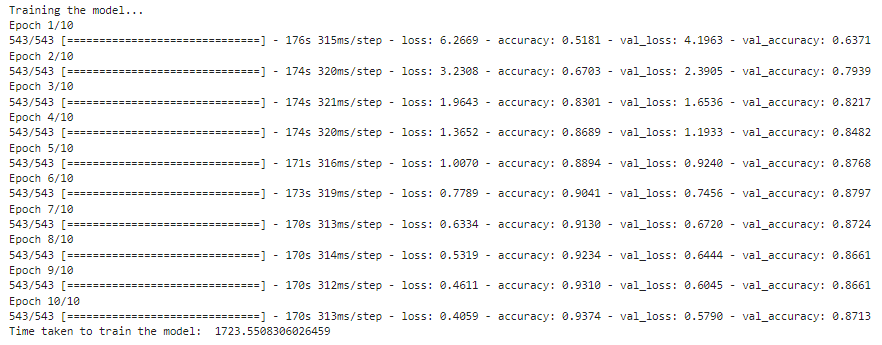 Training the model...
Epoch 1/10
543/543 [==============================] - 176s 315ms/step - loss: 6.2669 - accuracy: 0.5181 - val_loss: 4.1963 - val_accuracy: 0.6371
Epoch 2/10
543/543 [==============================] - 174s 320ms/step - loss: 3.2308 - accuracy: 0.6703 - val_loss: 2.3905 - val_accuracy: 0.7939
Epoch 3/10
543/543 [==============================] - 174s 321ms/step - loss: 1.9643 - accuracy: 0.8301 - val_loss: 1.6536 - val_accuracy: 0.8217
Epoch 4/10
543/543 [==============================] - 174s 320ms/step - loss: 1.3652 - accuracy: 0.8689 - val_loss: 1.1933 - val_accuracy: 0.8482
Epoch 5/10
543/543 [==============================] - 171s 316ms/step - loss: 1.0070 - accuracy: 0.8894 - val_loss: 0.9240 - val_accuracy: 0.8768
Epoch 6/10
543/543 [==============================] - 173s 319ms/step - loss: 0.7789 - accuracy: 0.9041 - val_loss: 0.7456 - val_accuracy: 0.8797
Epoch 7/10
543/543 [==============================] - 170s 313ms/step - loss: 0.6334 - accuracy: 0.9130 - val_loss: 0.6720 - val_accuracy: 0.8724
Epoch 8/10
543/543 [==============================] - 170s 314ms/step - loss: 0.5319 - accuracy: 0.9234 - val_loss: 0.6444 - val_accuracy: 0.8661
Epoch 9/10
543/543 [==============================] - 170s 312ms/step - loss: 0.4611 - accuracy: 0.9310 - val_loss: 0.6045 - val_accuracy: 0.8661
Epoch 10/10
543/543 [==============================] - 170s 313ms/step - loss: 0.4059 - accuracy: 0.9374 - val_loss: 0.5790 - val_accuracy: 0.8713
Time taken to train the model:  1723.5508306026459